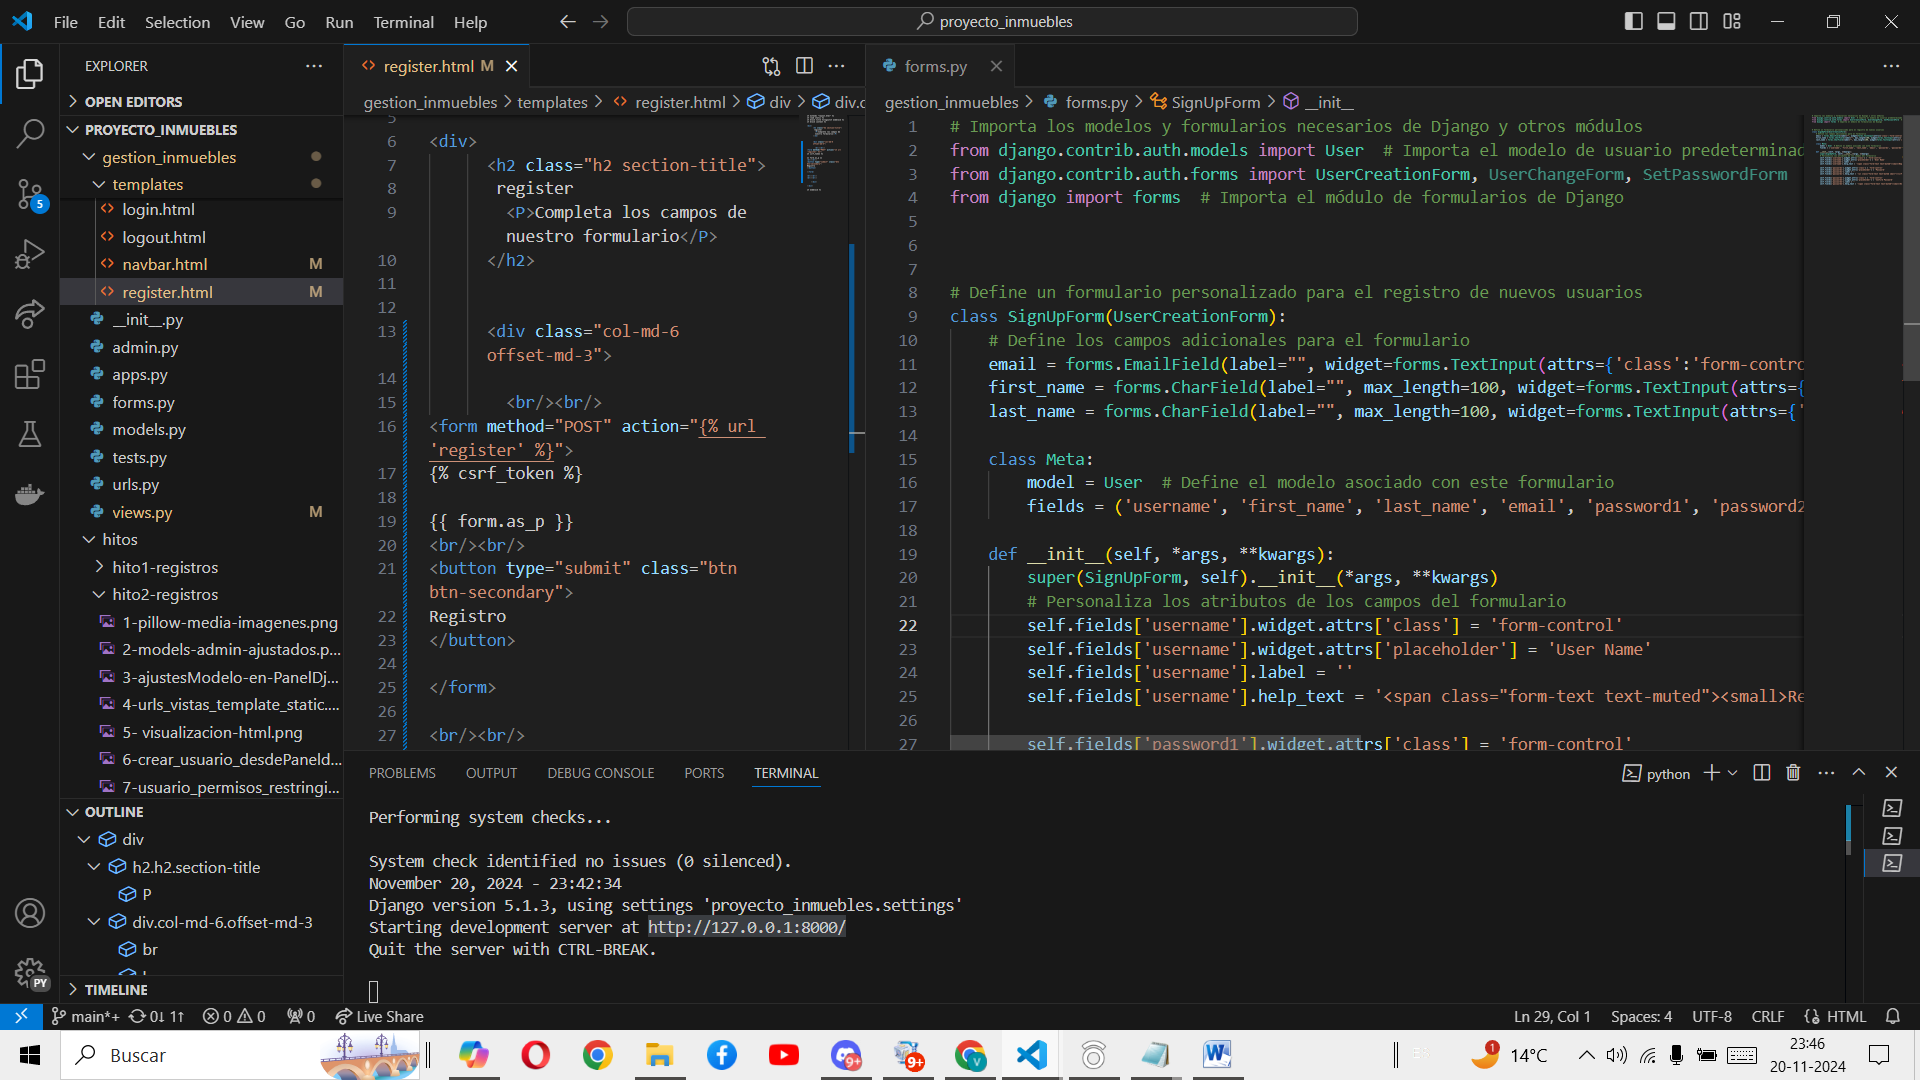 File Edit Selection View Go Run Terminal Help
proyecto_inmuebles
EXPLORER
OPEN EDITORS
PROYECTO_INMUEBLES
gestion_inmuebles
templates
login.html
logout.html
navbar.html M
register.html M
__init__.py
admin.py
apps.py
forms.py
models.py
tests.py
urls.py
views.py M
hitos
hito1-registros
hito2-registros
1-pillow-media-imagenes.png
2-models-admin-ajustados.p...
3-ajustesModelo-en-PanelDj...
4-urls_vistas_template_static....
5- visualizacion-html.png
6-crear_usuario_desdePaneld...
7-usuario_permisos_restringi...
OUTLINE
div
h2.h2.section-title
P
div.col-md-6.offset-md-3
br
TIMELINE
5
PY
register.html M
gestion_inmuebles > templates > register.html > div > div.c
5
6 <div>
7 <h2 class="h2 section-title">
8 register
9 <P>Completa los campos de
nuestro formulario</P>
10 </h2>
11
12
13 <div class="col-md-6
offset-md-3">
14
15 <br/><br/>
16 <form method="POST" action="{% url
'register' %}">
17 {% csrf_token %}
18
19 {{ form.as_p }}
20 <br/><br/>
21 <button type="submit" class="btn
btn-secondary">
22 Registro
23 </button>
24
25 </form>
26
27 <br/><br/>
forms.py
gestion_inmuebles > forms.py > SignUpForm > __init__
1 # Importa los modelos y formularios necesarios de Django y otros módulos
2 from django.contrib.auth.models import User # Importa el modelo de usuario predeterminad
3 from django.contrib.auth.forms import UserCreationForm, UserChangeForm, SetPasswordForm
4 from django import forms # Importa el módulo de formularios de Django
5
6
7
8 # Define un formulario personalizado para el registro de nuevos usuarios
9 class SignUpForm(UserCreationForm):
10 # Define los campos adicionales para el formulario
11 email = forms.EmailField(label="", widget=forms.TextInput(attrs={'class':'form-contro
12 first_name = forms.CharField(label="", max_length=100, widget=forms.TextInput(attrs={
13 last_name = forms.CharField(label="", max_length=100, widget=forms.TextInput(attrs={'
14
15 class Meta:
16 model = User # Define el modelo asociado con este formulario
17 fields = ('username', 'first_name', 'last_name', 'email', 'password1', 'password2
18
19 def __init__(self, *args, **kwargs):
20 super(SignUpForm, self).__init__(*args, **kwargs)
21 # Personaliza los atributos de los campos del formulario
22 self.fields['username'].widget.attrs['class'] = 'form-control'
23 self.fields['username'].widget.attrs['placeholder'] = 'User Name'
24 self.fields['username'].label = ''
25 self.fields['username'].help_text = '<span class="form-text text-muted"><small>Re
26
27 self.fields['password1'].widget.attrs['class'] = 'form-control'
PROBLEMS OUTPUT DEBUG CONSOLE PORTS TERMINAL
python
Performing system checks...
System check identified no issues (0 silenced).
November 20, 2024 - 23:42:34
Django version 5.1.3, using settings 'proyecto_inmuebles.settings'
Starting development server at http://127.0.0.1:8000/
Quit the server with CTRL-BREAK.
main*+ 0↓ 1↑ 0 0 0 Live Share
Ln 29, Col 1 Spaces: 4 UTF-8 CRLF HTML
Buscar
9+ 9+ V
1 14°C
23:46
20-11-2024